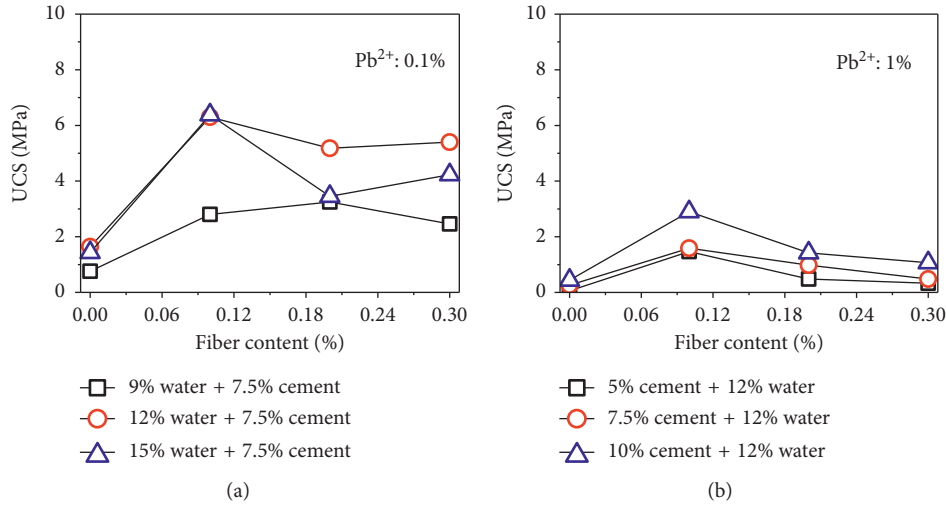 10
8
6
4
2
0
UCS (MPa)
Pb²⁺: 0.1%
0.00 0.06 0.12 0.18 0.24 0.30
Fiber content (%)
9% water + 7.5% cement
12% water + 7.5% cement
15% water + 7.5% cement
(a)
10
8
6
4
2
0
UCS (MPa)
Pb²⁺: 1%
0.00 0.06 0.12 0.18 0.24 0.30
Fiber content (%)
5% cement + 12% water
7.5% cement + 12% water
10% cement + 12% water
(b)